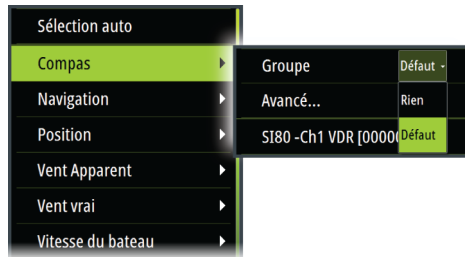 Sélection auto
Compas
Navigation
Position
Vent Apparent
Vent vrai
Vitesse du bateau
Groupe Défaut
Avancé... Rien
SI80 -Ch1 VDR Défaut